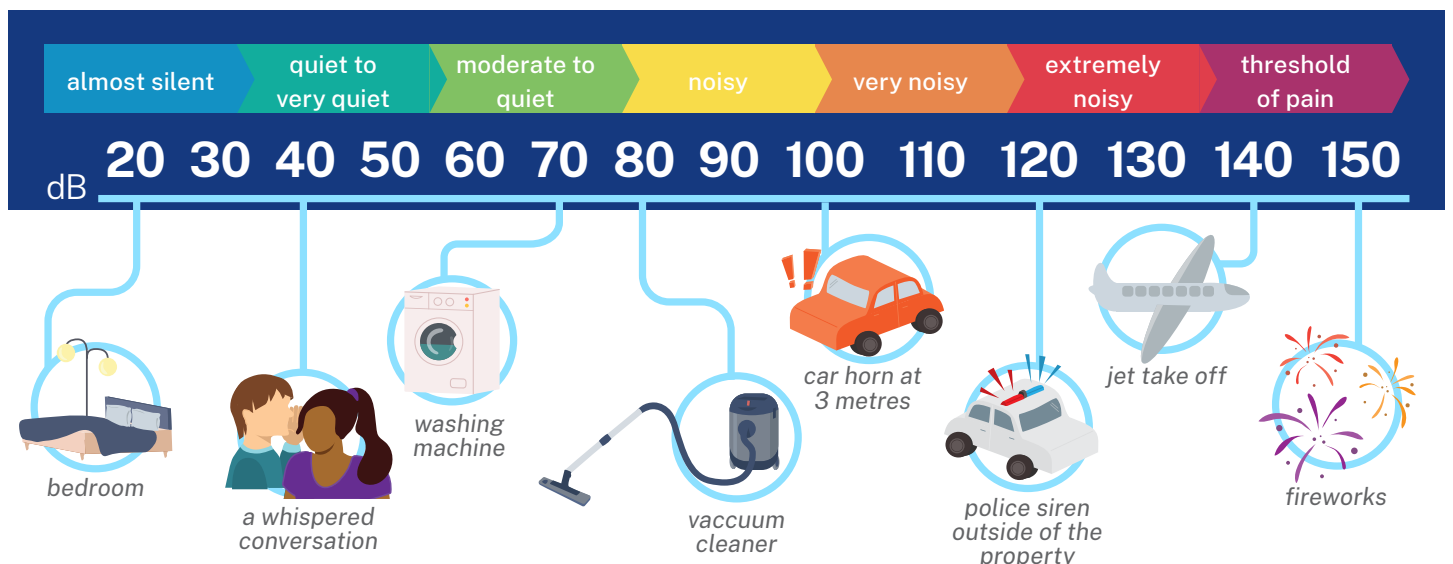 almost silent
quiet to
very quiet
moderate to
quiet
noisy
very noisy
extremely
noisy
threshold
of pain
dB
20 30 40 50 60 70 80 90 100 110 120 130 140 150
bedroom
a whispered
conversation
washing
machine
vaccuum
cleaner
car horn at
3 metres
police siren
outside of the
property
jet take off
fireworks